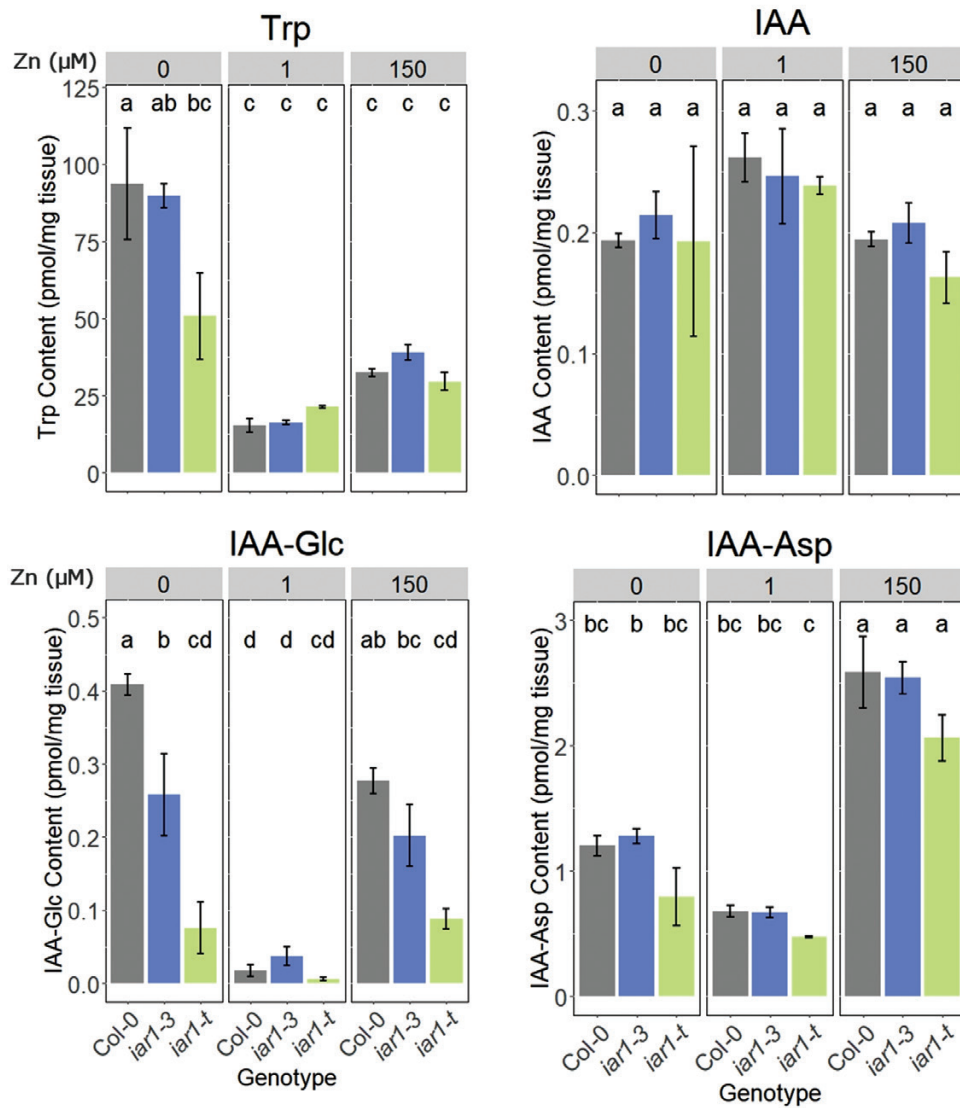 Trp
Zn (µM)
0 1 150
a ab bc c c c c c c
125
100
75
50
25
0
Trp Content (pmol/mg tissue)
IAA
0 1 150
a a a a a a a a a
0.3
0.2
0.1
0.0
IAA Content (pmol/mg tissue)
IAA-Glc
Zn (µM)
0 1 150
a b cd d d cd ab bc cd
0.5
0.4
0.3
0.2
0.1
0.0
IAA-Glc Content (pmol/mg tissue)
Col-0 iar1-3 iar1-t Col-0 iar1-3 iar1-t Col-0 iar1-3 iar1-t
Genotype
IAA-Asp
0 1 150
bc b bc bc bc c a a a
3
2
1
0
IAA-Asp Content (pmol/mg tissue)
Col-0 iar1-3 iar1-t Col-0 iar1-3 iar1-t Col-0 iar1-3 iar1-t
Genotype